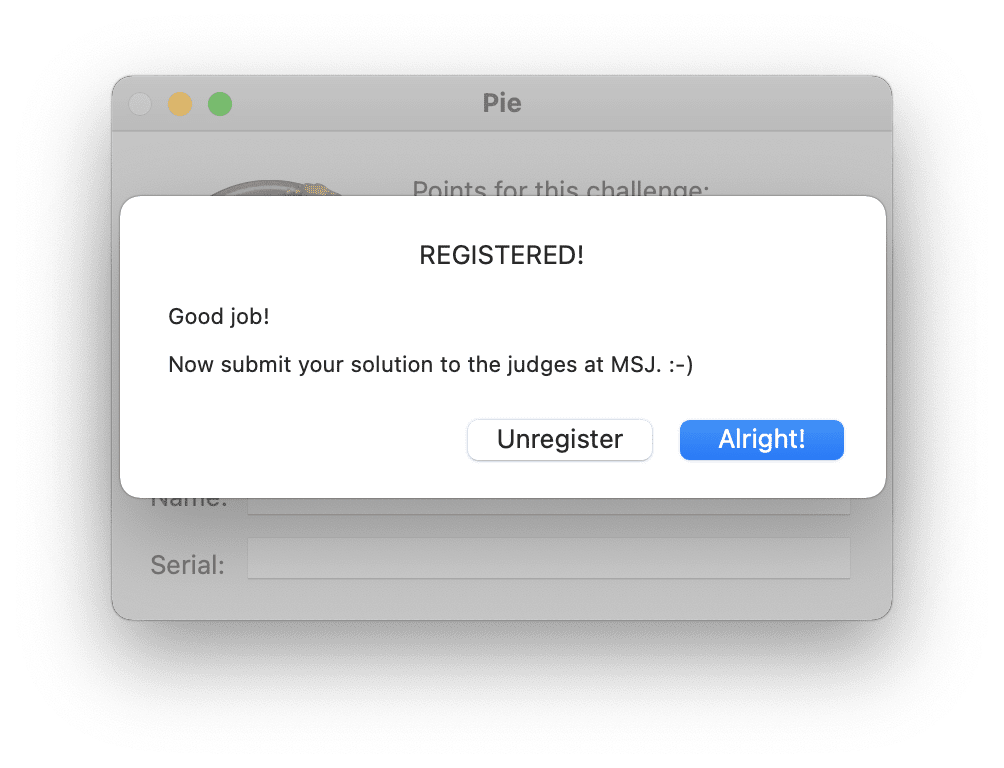 Pie
Points for this challenge:
REGISTERED!
Good job!
Now submit your solution to the judges at MSJ. :-)
Unregister
Alright!
Name:
Serial: